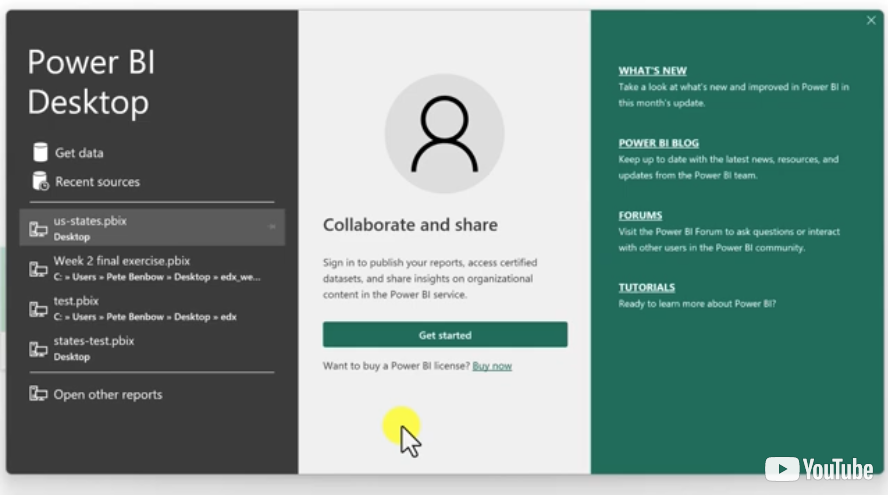 Power BI
Desktop
Get data
Recent sources
us-states.pbix
Desktop
Week 2 final exercise.pbix
C: » Users » Pete Benbow » Desktop » edx_we...
test.pbix
C: » Users » Pete Benbow » Desktop » edx
states-test.pbix
Desktop
Open other reports
Collaborate and share
Sign in to publish your reports, access certified
datasets, and share insights on organizational
content in the Power BI service.
Get started
Want to buy a Power BI license? Buy now
WHAT'S NEW
Take a look at what's new and improved in Power BI in
this month's update.
POWER BI BLOG
Keep up to date with the latest news, resources, and
updates from the Power BI team.
FORUMS
Visit the Power BI Forum to ask questions or interact
with other users in the Power BI community.
TUTORIALS
Ready to learn more about Power BI?
YouTube